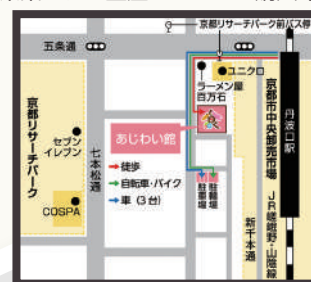 京都リサーチパーク前バス停
五条通
ユニクロ
ラーメン屋
百万石
京都リサーチパーク
セブン
イレブン
COSPA
七本松通
あじわい館
食
徒歩
自転車・バイク
車（3台）
駐車場
駐輪場
新千本通
京都市中央卸売市場
JR嵯峨野・山陰線
丹波口駅